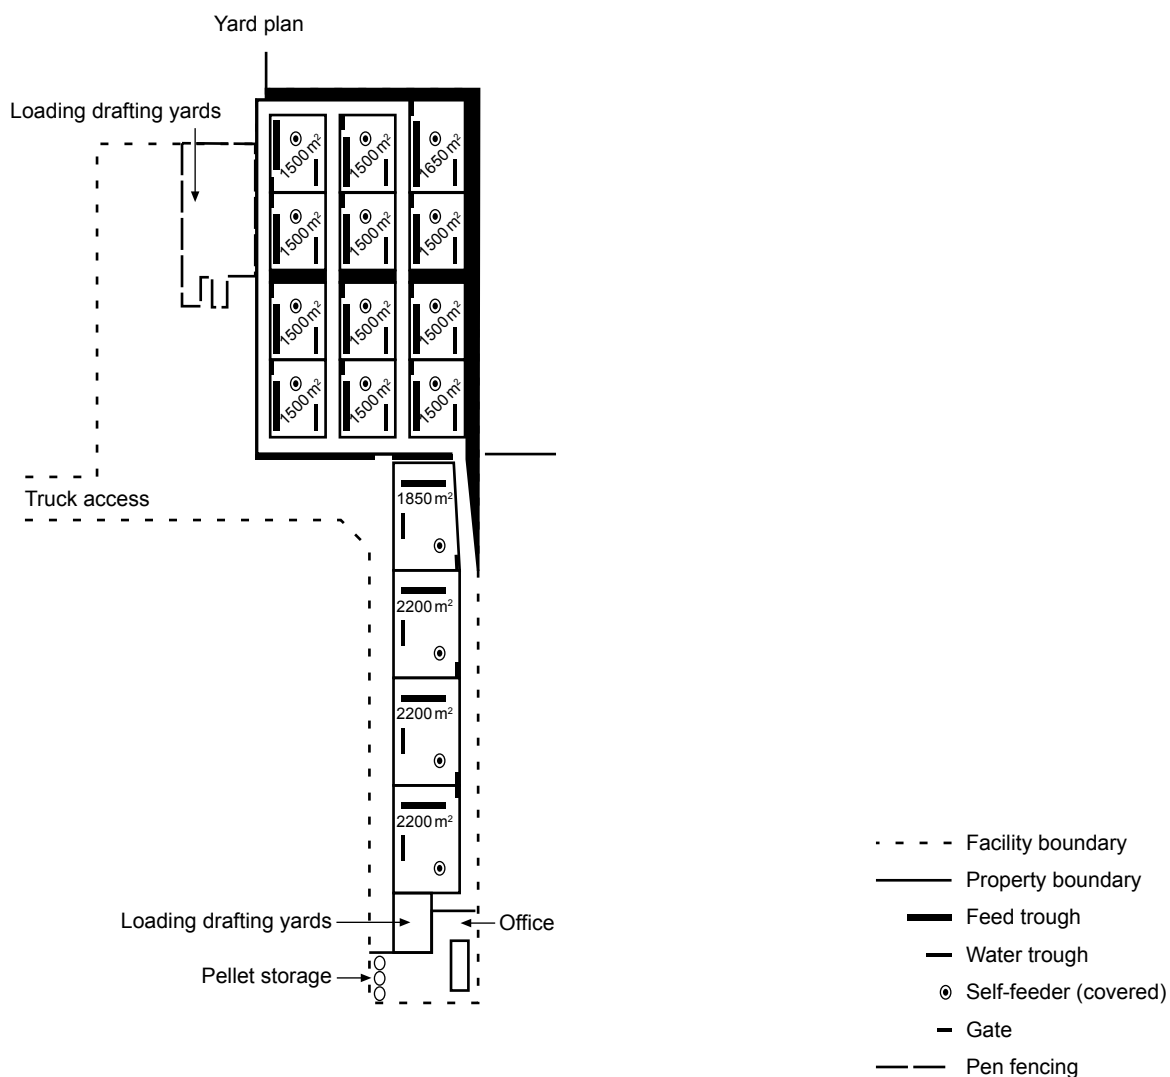 Yard plan
Loading drafting yards
1500 m²
1500 m²
1650 m²
1500 m²
1500 m²
1500 m²
1500 m²
1500 m²
1500 m²
1500 m²
1500 m²
1500 m²
Truck access
1850 m²
2200 m²
2200 m²
2200 m²
Loading drafting yards
Office
Pellet storage
Facility boundary
Property boundary
Feed trough
Water trough
Self-feeder (covered)
Gate
Pen fencing